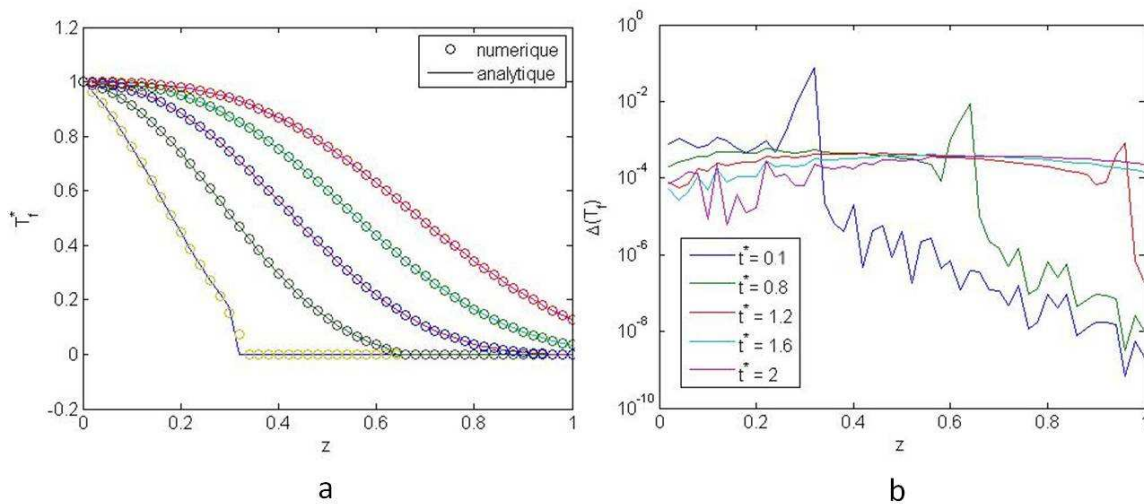 1.2
1
0.8
0.6
0.4
0.2
0
-0.2
T*f
0 0.2 0.4 0.6 0.8 1
z
numerique
analytique
a
10^0
10^-2
10^-4
10^-6
10^-8
10^-10
Δ(Tf)
0 0.2 0.4 0.6 0.8 1
z
t* = 0.1
t* = 0.8
t* = 1.2
t* = 1.6
t* = 2
b